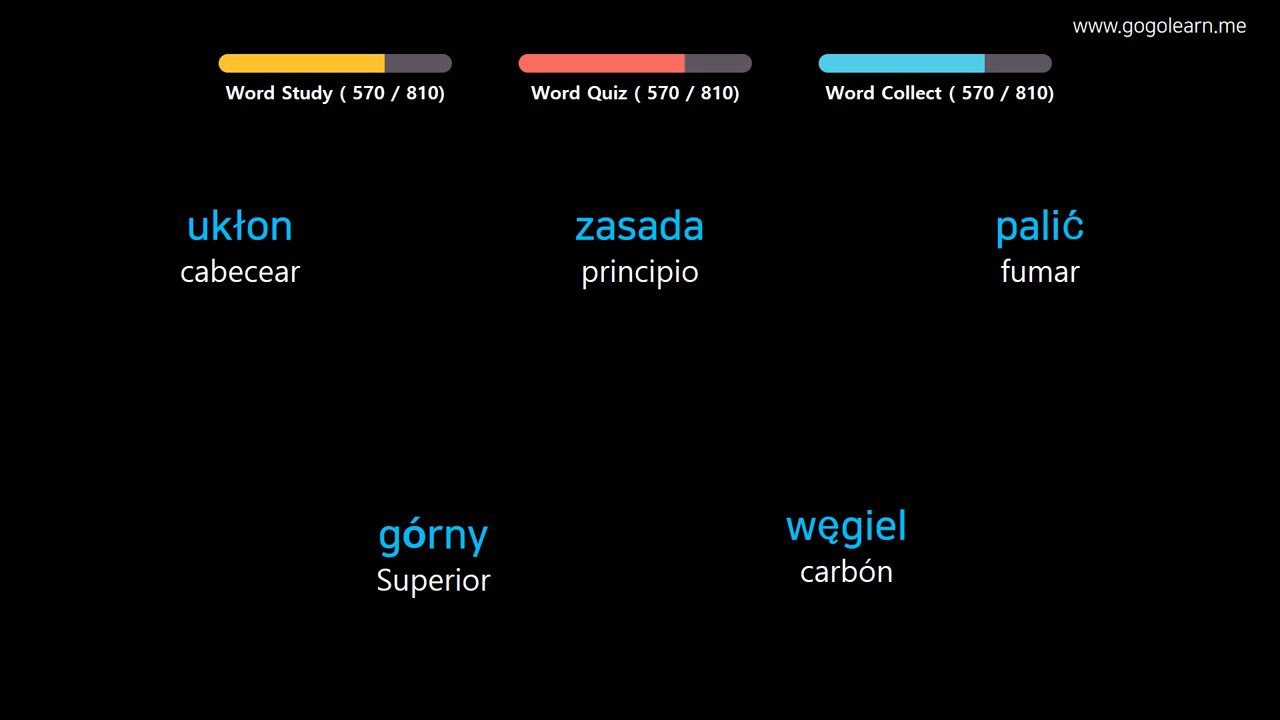 www.gogolearn.me
Word Study ( 570 / 810)
Word Quiz ( 570 / 810)
Word Collect ( 570 / 810)
ukłon
cabecear
zasada
principio
palić
fumar
górny
Superior
węgiel
carbón